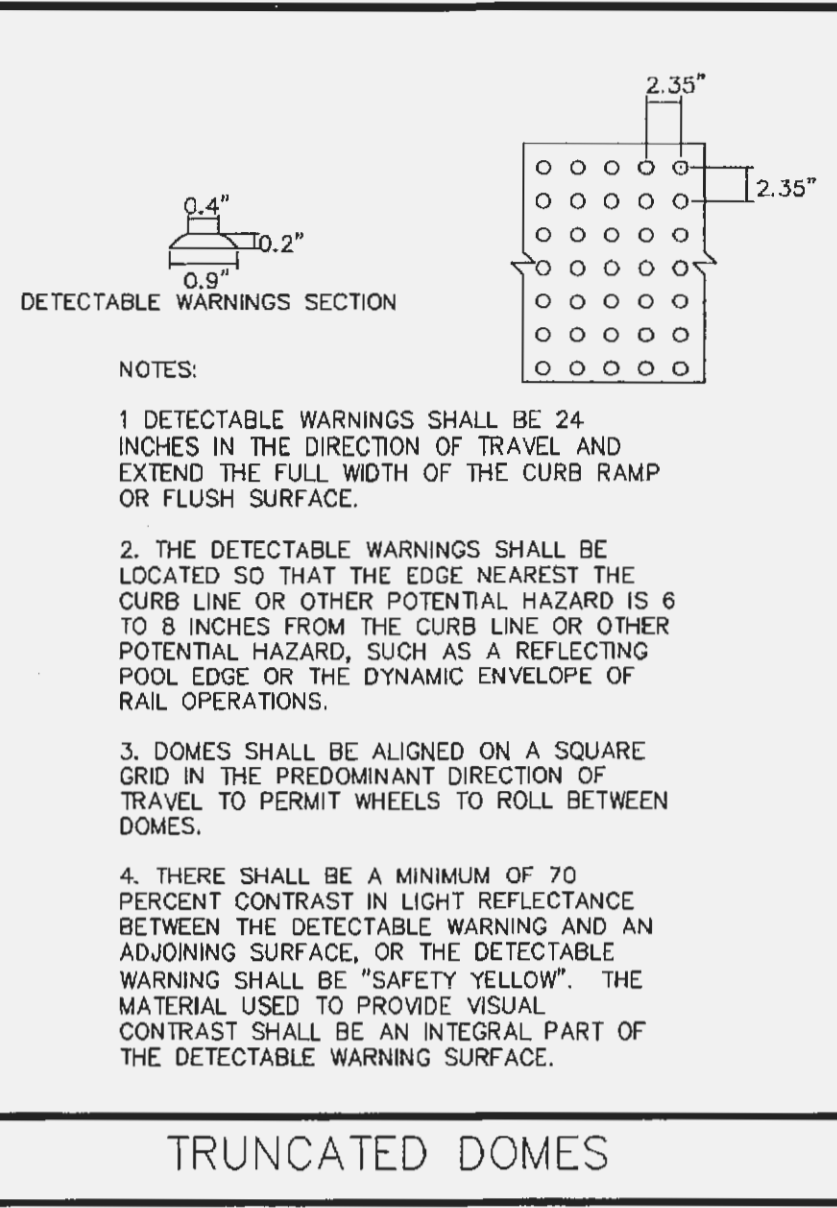 2.35"
2.35"
0.4"
0.2"
0.9"
DETECTABLE WARNINGS SECTION
NOTES:
1 DETECTABLE WARNINGS SHALL BE 24
INCHES IN THE DIRECTION OF TRAVEL AND
EXTEND THE FULL WIDTH OF THE CURB RAMP
OR FLUSH SURFACE.
2. THE DETECTABLE WARNINGS SHALL BE
LOCATED SO THAT THE EDGE NEAREST THE
CURB LINE OR OTHER POTENTIAL HAZARD IS 6
TO 8 INCHES FROM THE CURB LINE OR OTHER
POTENTIAL HAZARD, SUCH AS A REFLECTING
POOL EDGE OR THE DYNAMIC ENVELOPE OF
RAIL OPERATIONS.
3. DOMES SHALL BE ALIGNED ON A SQUARE
GRID IN THE PREDOMINANT DIRECTION OF
TRAVEL TO PERMIT WHEELS TO ROLL BETWEEN
DOMES.
4. THERE SHALL BE A MINIMUM OF 70
PERCENT CONTRAST IN LIGHT REFLECTANCE
BETWEEN THE DETECTABLE WARNING AND AN
ADJOINING SURFACE, OR THE DETECTABLE
WARNING SHALL BE "SAFETY YELLOW". THE
MATERIAL USED TO PROVIDE VISUAL
CONTRAST SHALL BE AN INTEGRAL PART OF
THE DETECTABLE WARNING SURFACE.
TRUNCATED DOMES